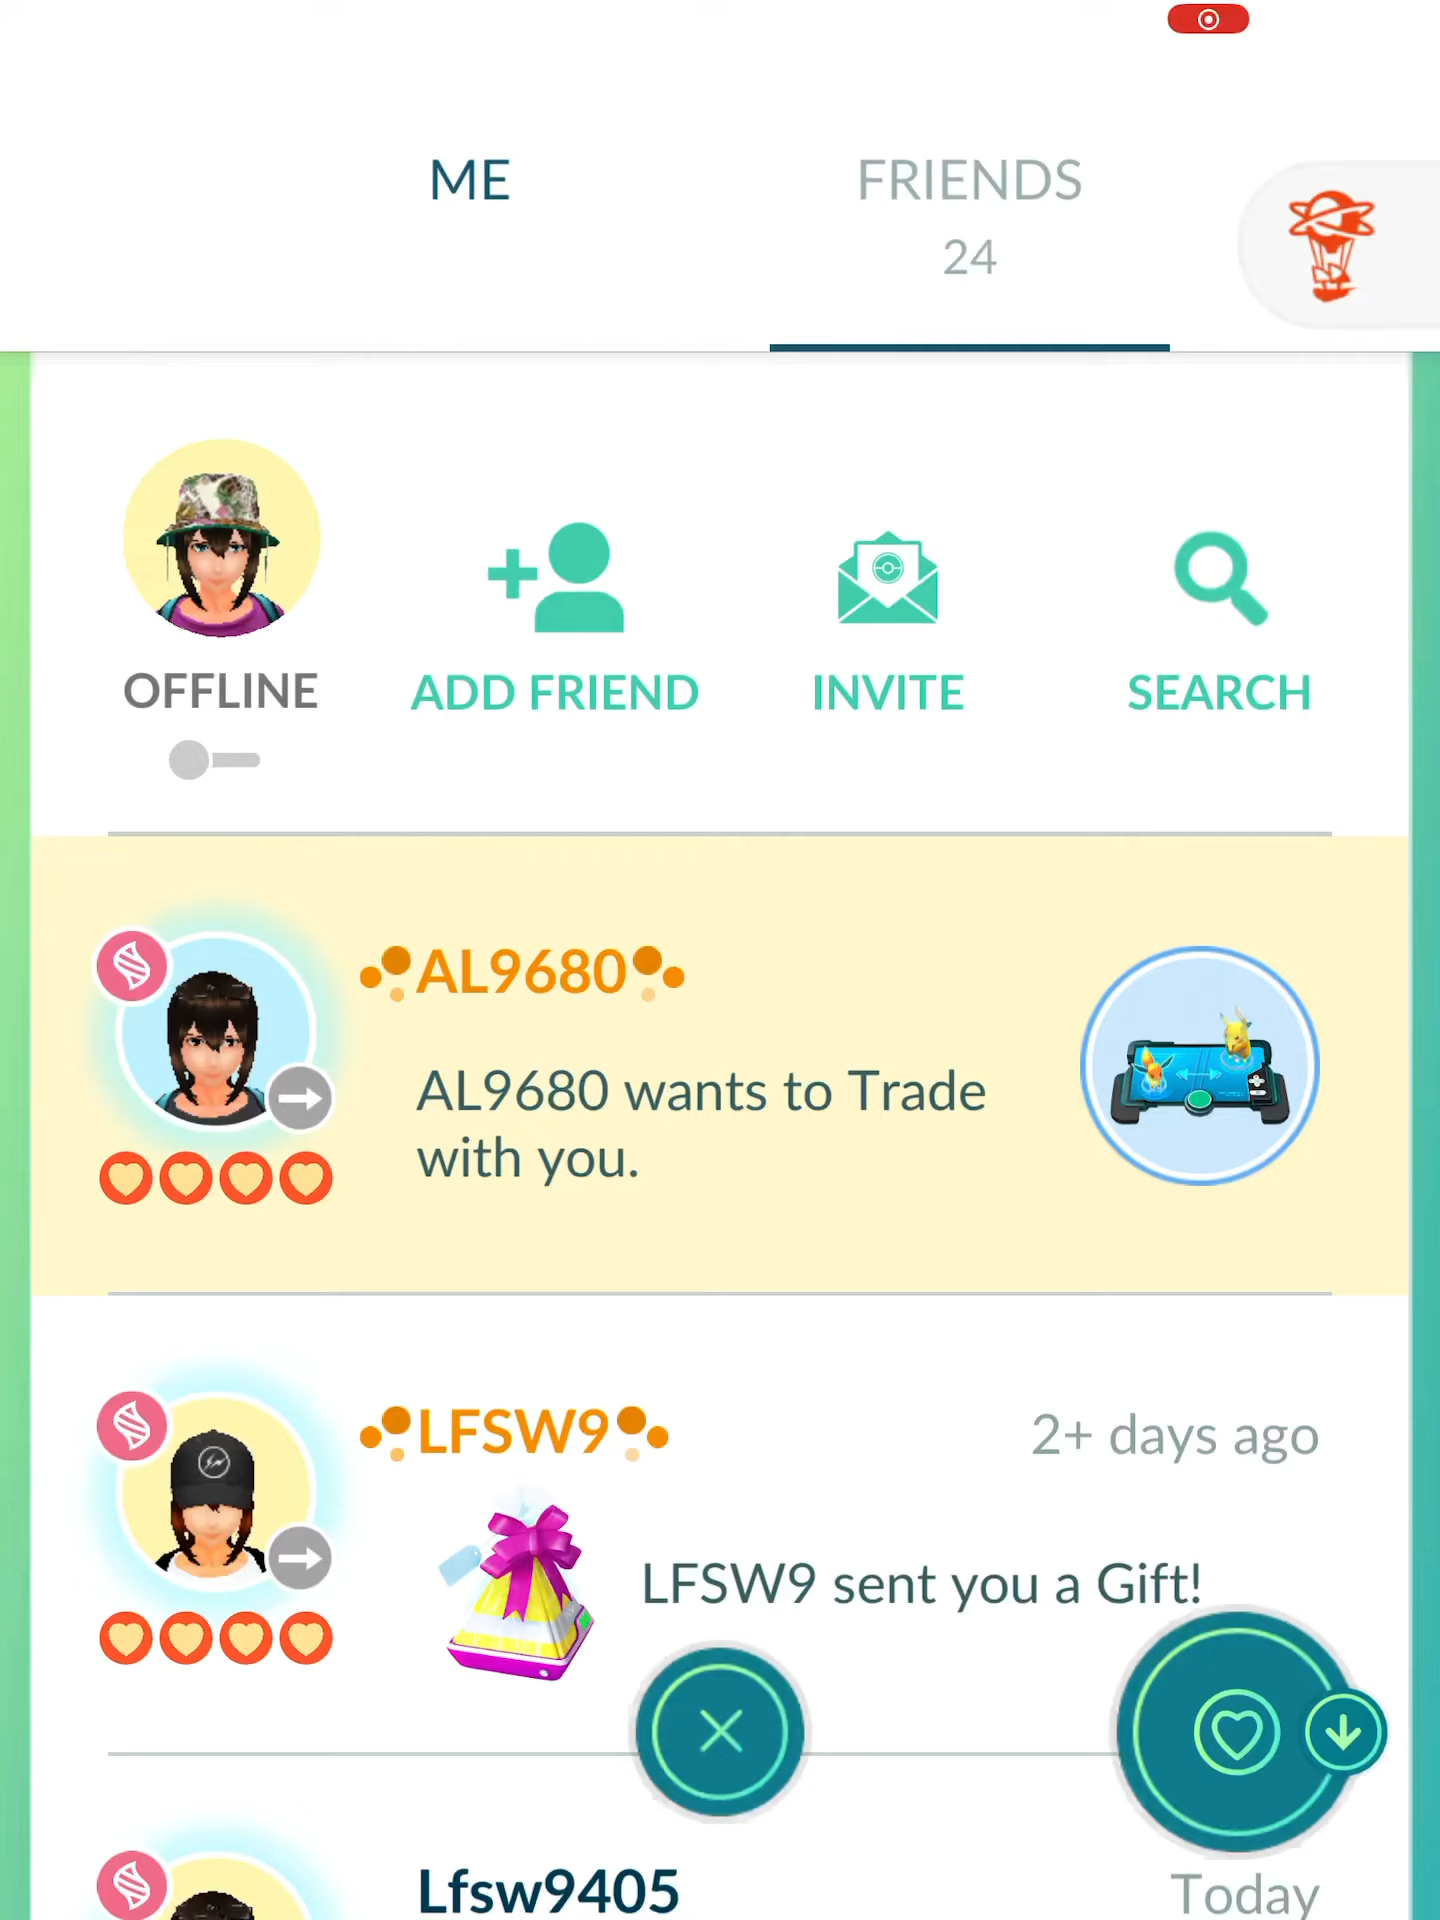 ME
FRIENDS
24
OFFLINE
ADD FRIEND
INVITE
SEARCH
AL9680
AL9680 wants to Trade
with you.
LFSW9
2+ days ago
LFSW9 sent you a Gift!
Lfsw9405
Today